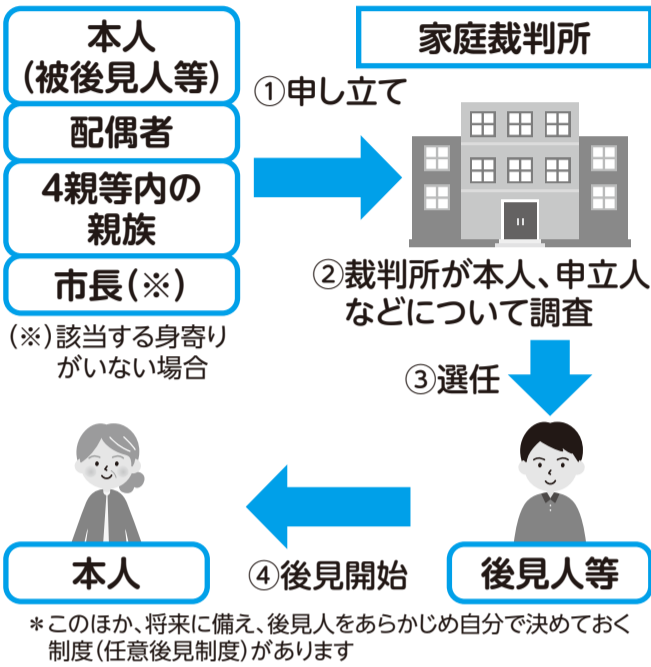 本人
(被後見人等)
配偶者
4親等内の
親族
市長(※)
(※)該当する身寄り
がいない場合
①申し立て
家庭裁判所
②裁判所が本人、申立人
などについて調査
③選任
後見人等
④後見開始
本人
*このほか、将来に備え、後見人をあらかじめ自分で決めておく
制度(任意後見制度)があります